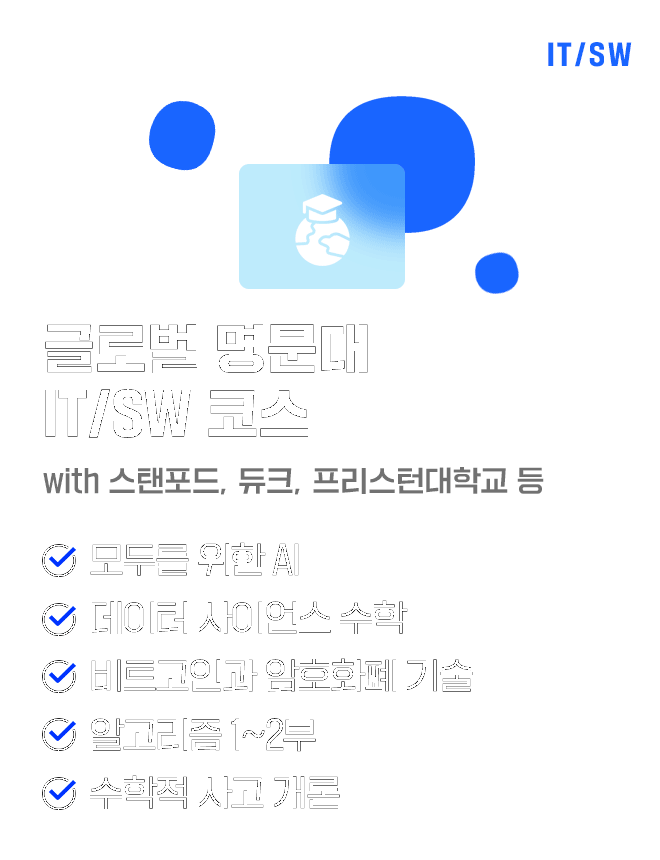 IT/SW
글로벌 명문대
IT/SW 코스
with 스탠포드, 듀크, 프리스턴대학교 등
모두를 위한 AI
데이터 사이언스 수학
비트코인과 암호화폐 기술
알고리즘 1~2부
수학적 사고 개론